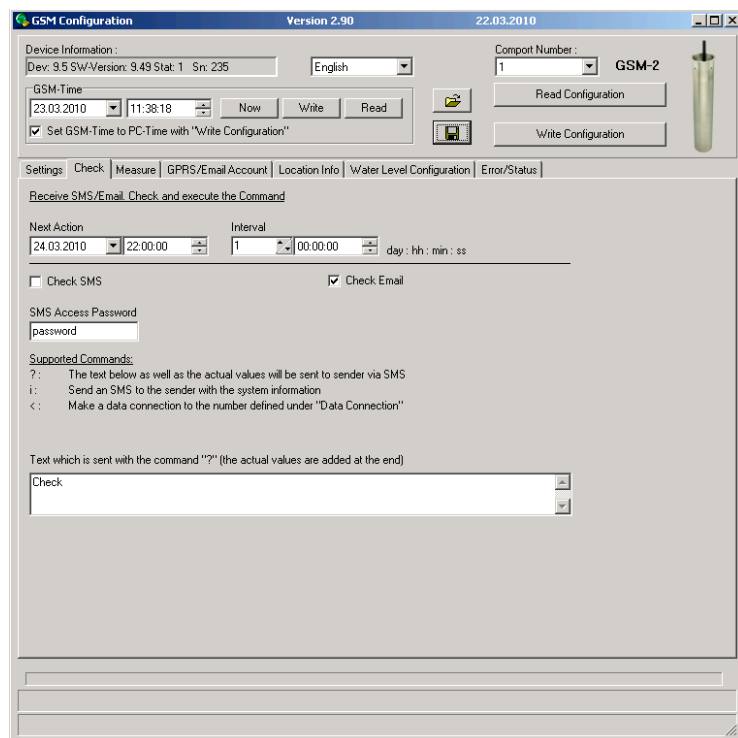 GSM Configuration Version 2.90 22.03.2010
Device Information :
Dev: 9.5 SW-Version: 9.49 Stat: 1 Sn: 235
English
Comport Number :
1
GSM-2
GSM-Time
23.03.2010 11:38:18 Now Write Read
Set GSM-Time to PC-Time with "Write Configuration"
Read Configuration
Write Configuration
Settings Check Measure GPRS/Email Account Location Info Water Level Configuration Error/Status
Receive SMS/Email. Check and execute the Command
Next Action Interval
24.03.2010 22:00:00 1 00:00:00 day : hh : min : ss
Check SMS Check Email
SMS Access Password
password
Supported Commands:
? : The text below as well as the actual values will be sent to sender via SMS
i : Send an SMS to the sender with the system information
< : Make a data connection to the number defined under "Data Connection"
Text which is sent with the command "?" (the actual values are added at the end)
Check